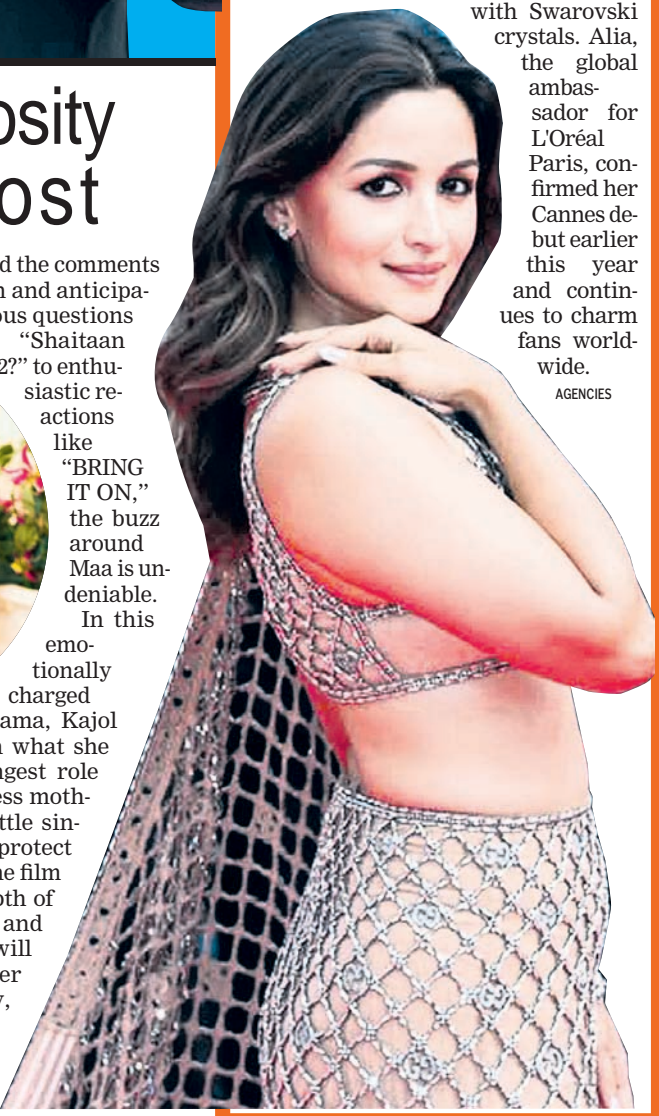 with Swarovski
crystals. Alia,
the global
ambas-
sador for
L'Oréal
Paris, con-
firmed her
Cannes de-
but earlier
this year
and contin-
ues to charm
fans world-
wide.
AGENCIES
osity
ost
d the comments
n and anticipa-
ous questions
“Shaitaan
2?” to enthu-
siastic re-
actions
like
“BRING
IT ON,”
the buzz
around
Maa is un-
deniable.
In this
emo-
tionally
charged
ama, Kajol
n what she
ngest role
ess moth-
ttle sin-
protect
he film
oth of
and
will
er
y,